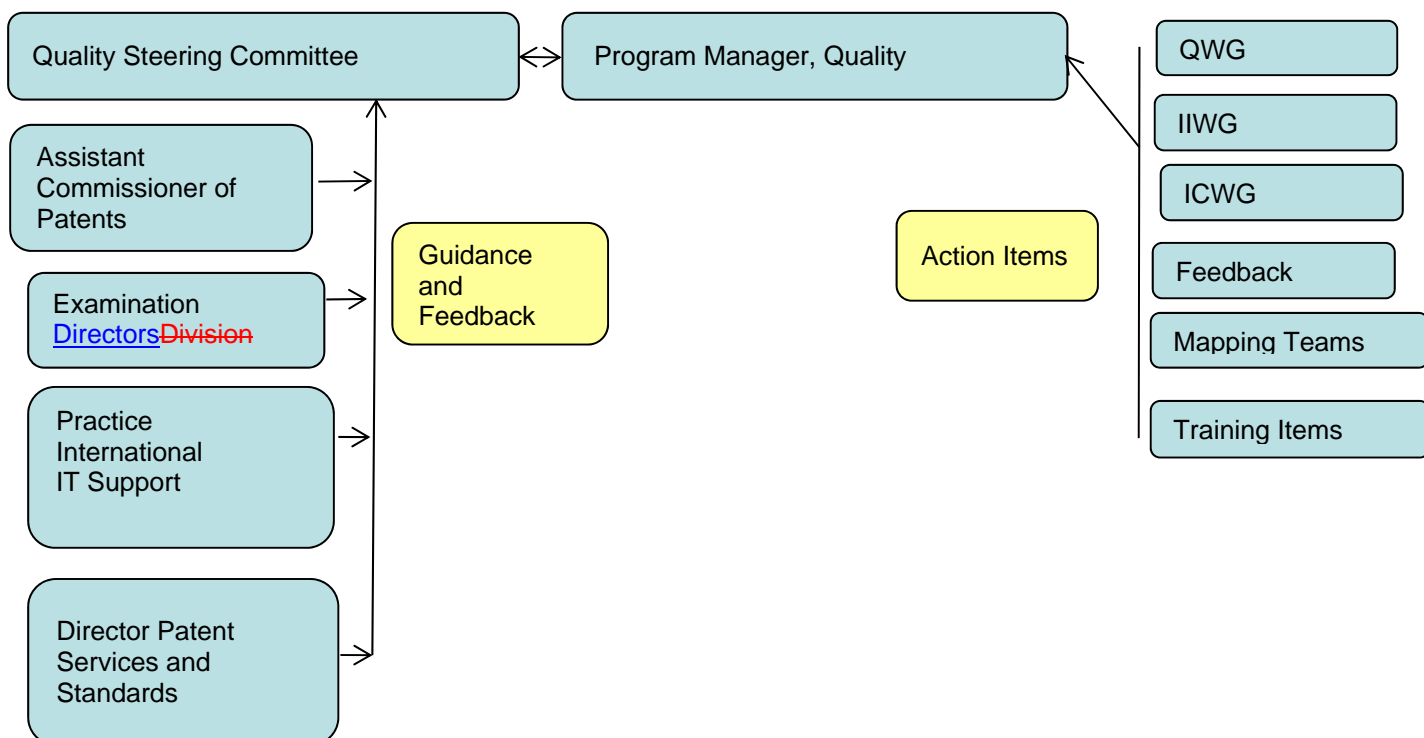 Quality Steering Committee
Program Manager, Quality
QWG
IIWG
ICWG
Feedback
Mapping Teams
Training Items
Assistant
Commissioner of
Patents
Examination
DirectorsDivision
Practice
International
IT Support
Director Patent
Services and
Standards
Guidance
and
Feedback
Action Items